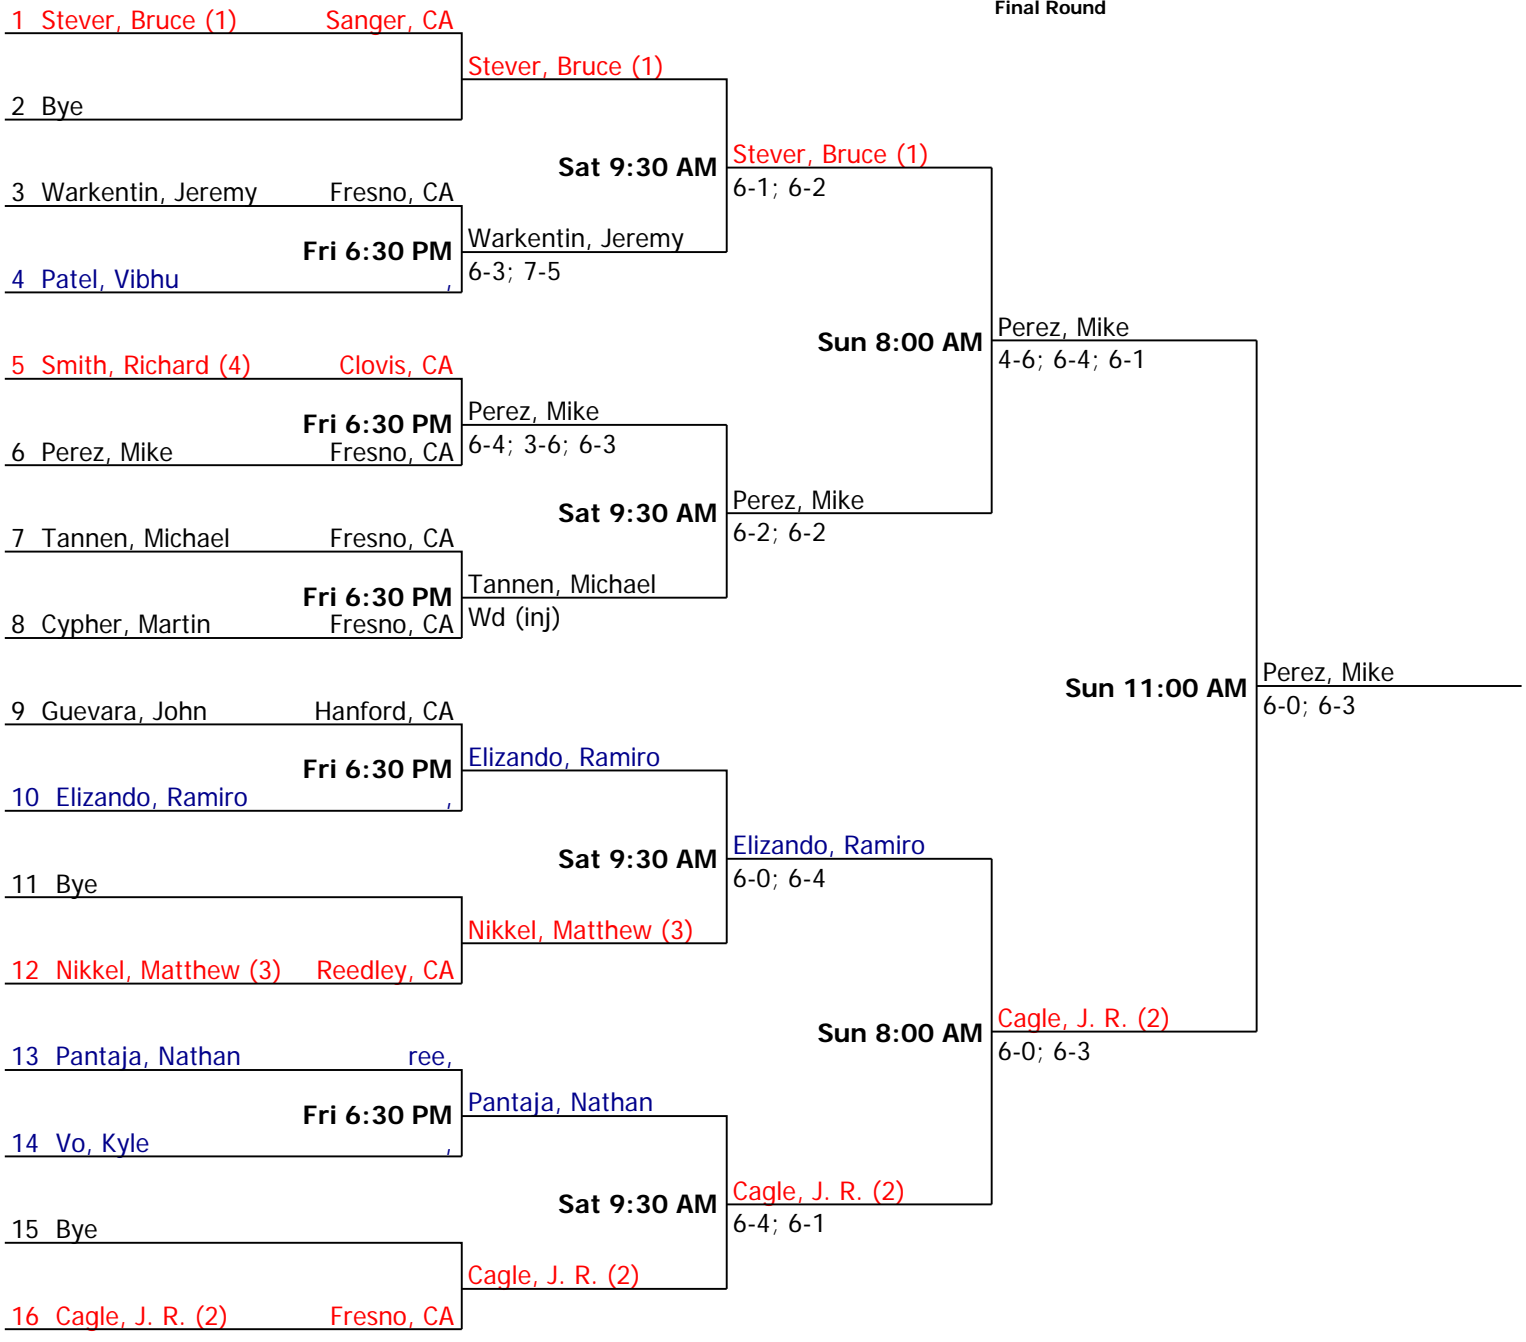 Final Round
1 Stever, Bruce (1) Sanger, CA
Stever, Bruce (1)
2 Bye
Sat 9:30 AM
Stever, Bruce (1)
6-1; 6-2
3 Warkentin, Jeremy Fresno, CA
Fri 6:30 PM
Warkentin, Jeremy
6-3; 7-5
4 Patel, Vibhu ,
Sun 8:00 AM
Perez, Mike
4-6; 6-4; 6-1
5 Smith, Richard (4) Clovis, CA
Fri 6:30 PM
Perez, Mike
6-4; 3-6; 6-3
6 Perez, Mike Fresno, CA
Sat 9:30 AM
Perez, Mike
6-2; 6-2
7 Tannen, Michael Fresno, CA
Fri 6:30 PM
Tannen, Michael
Wd (inj)
8 Cypher, Martin Fresno, CA
Sun 11:00 AM
Perez, Mike
6-0; 6-3
9 Guevara, John Hanford, CA
Fri 6:30 PM
Elizando, Ramiro
10 Elizando, Ramiro ,
Sat 9:30 AM
Elizando, Ramiro
6-0; 6-4
11 Bye
Nikkel, Matthew (3)
12 Nikkel, Matthew (3) Reedley, CA
Sun 8:00 AM
Cagle, J. R. (2)
6-0; 6-3
13 Pantaja, Nathan ree,
Fri 6:30 PM
Pantaja, Nathan
14 Vo, Kyle ,
Sat 9:30 AM
Cagle, J. R. (2)
6-4; 6-1
15 Bye
Cagle, J. R. (2)
16 Cagle, J. R. (2) Fresno, CA